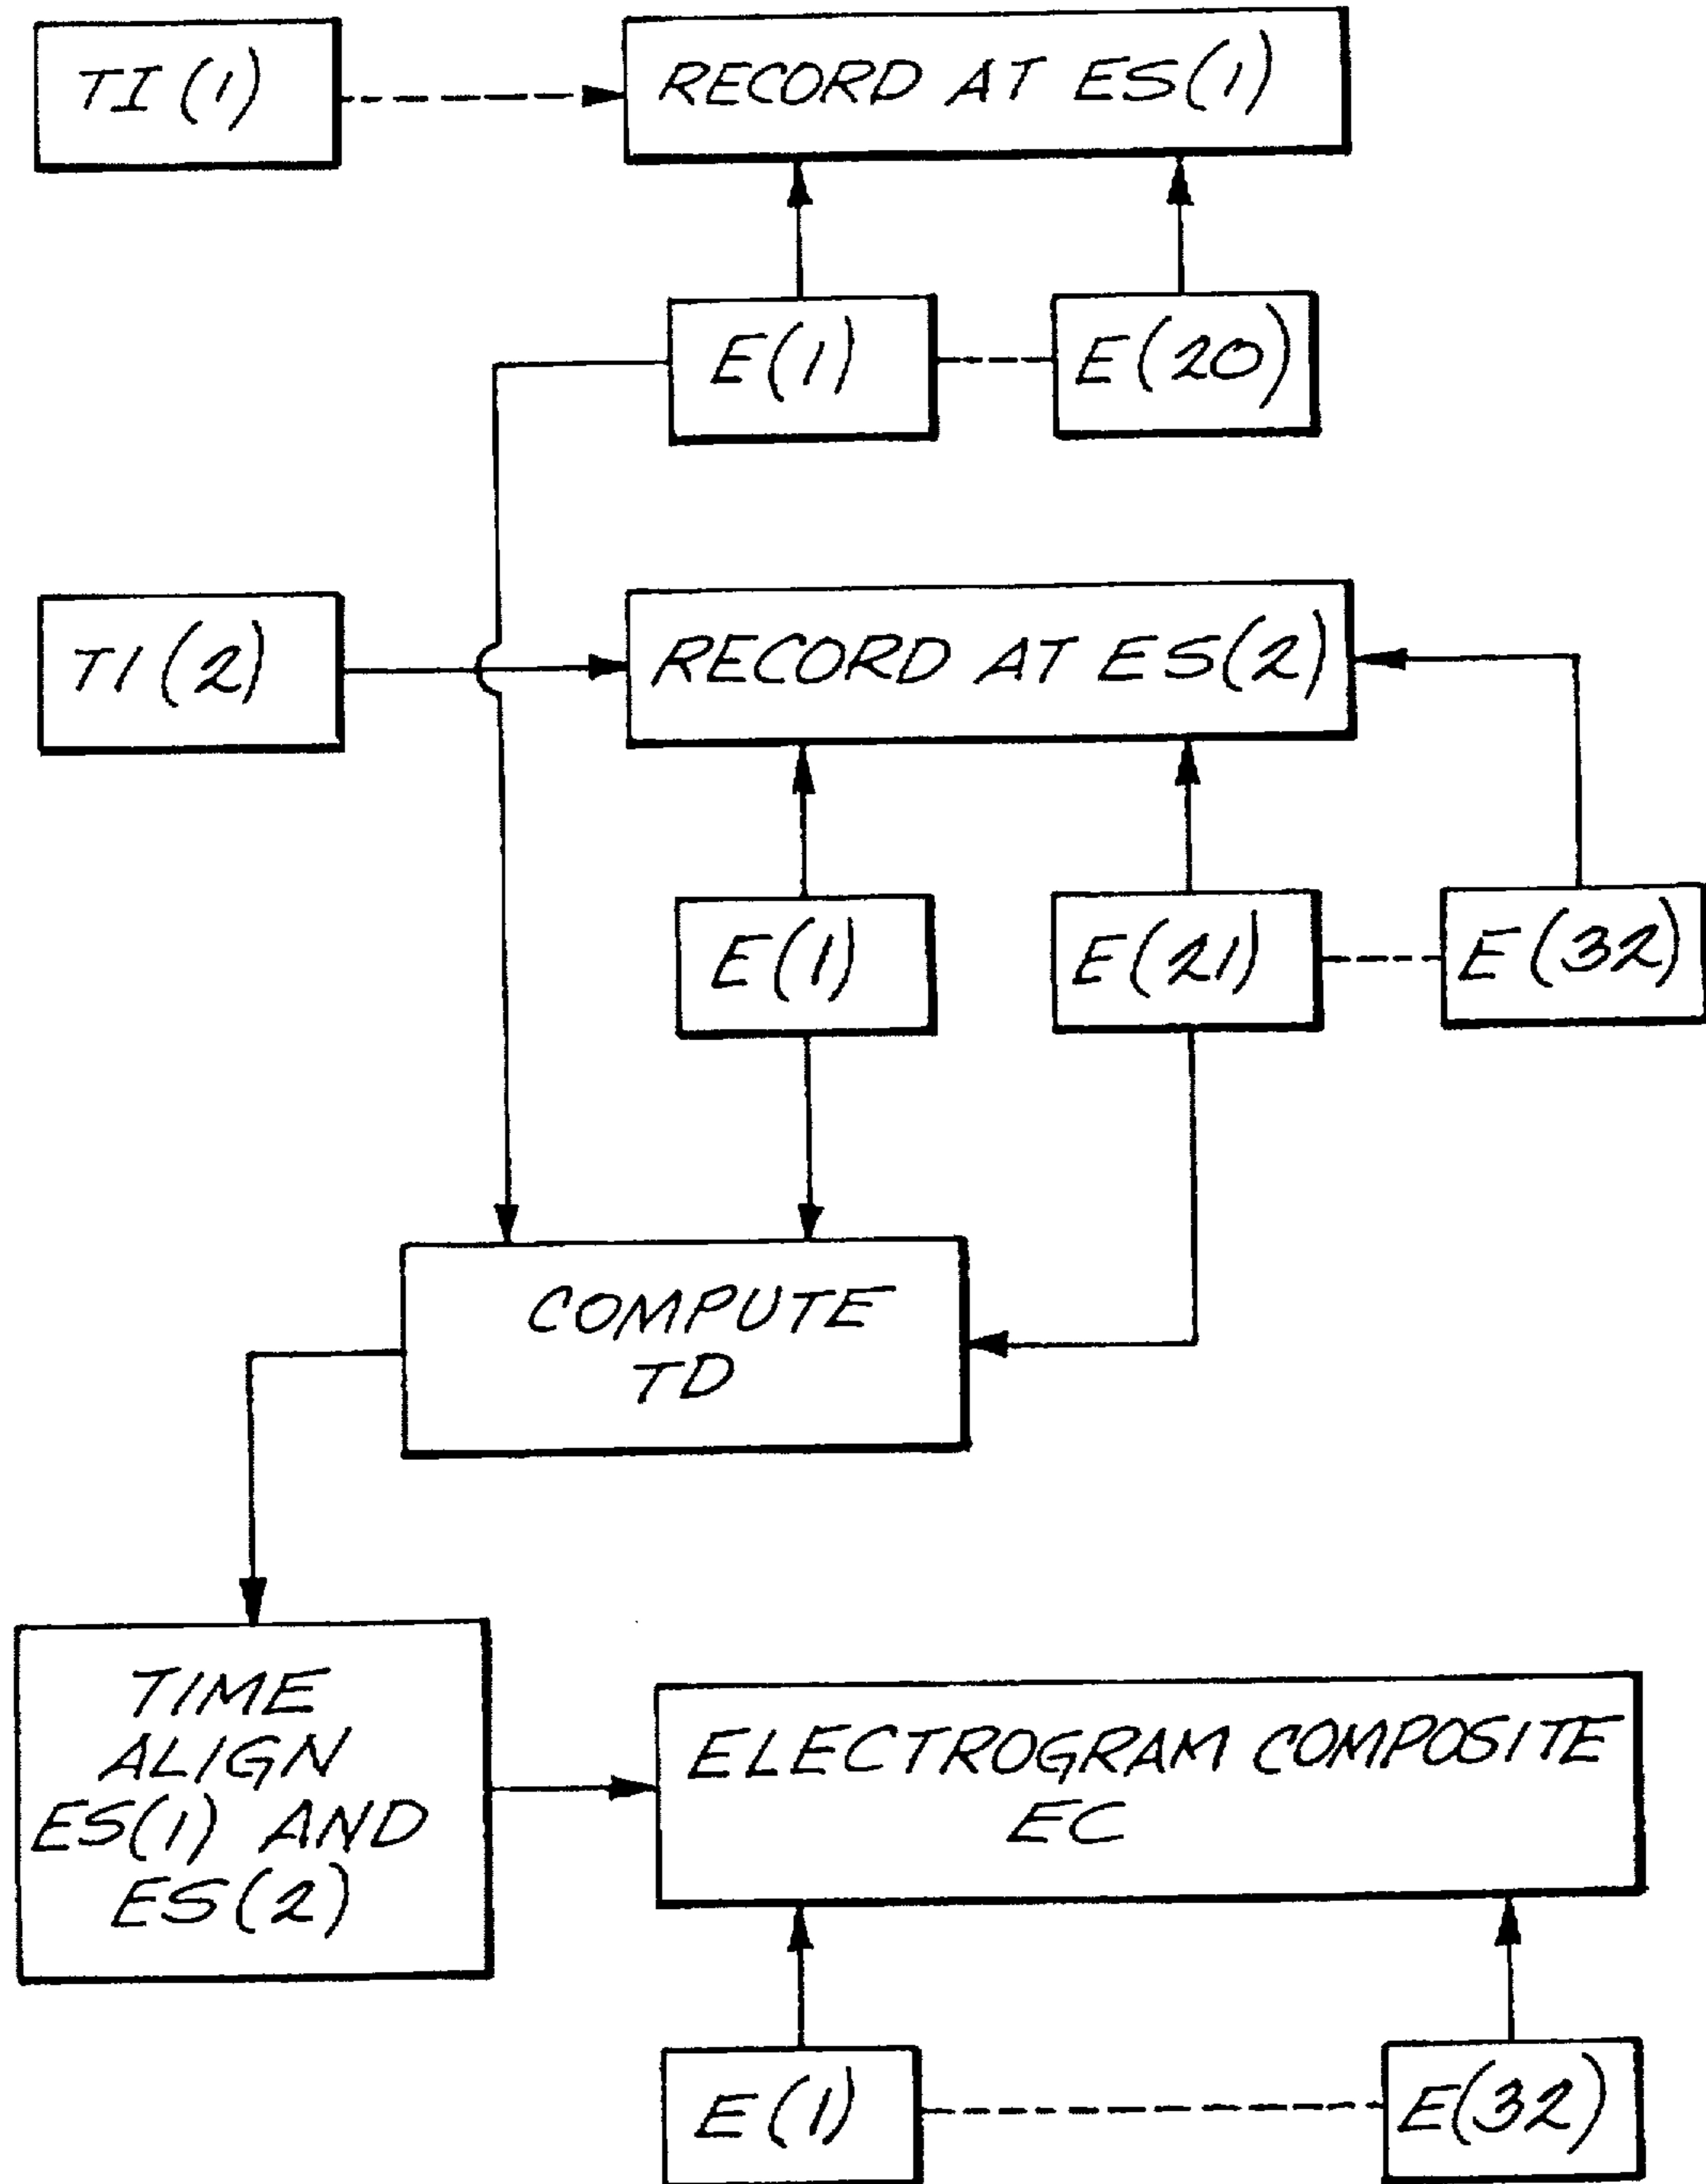 TI (1)
RECORD AT ES(1)
E(1)
E(20)
TI (2)
RECORD AT ES(2)
E(1)
E(21)
E(32)
COMPUTE
TD
TIME
ALIGN
ES(1) AND
ES(2)
ELECTROGRAM COMPOSITE
EC
E(1)
E(32)